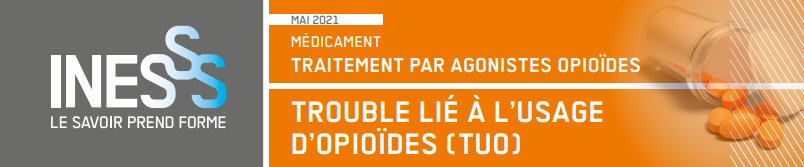 INESSS
LE SAVOIR PREND FORME
MAI 2021
MÉDICAMENT
TRAITEMENT PAR AGONISTES OPIOÏDES
TROUBLE LIÉ À L’USAGE
D’OPIOÏDES (TUO)